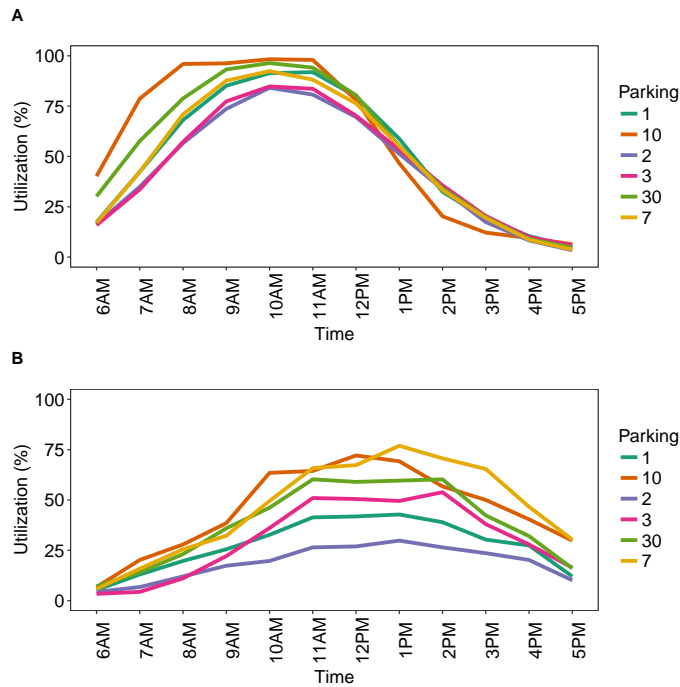 A
100
75
50
25
0
Utilization (%)
6AM
7AM
8AM
9AM
10AM
11AM
12PM
1PM
2PM
3PM
4PM
5PM
Time
Parking
1
10
2
3
30
7
B
100
75
50
25
0
Utilization (%)
6AM
7AM
8AM
9AM
10AM
11AM
12PM
1PM
2PM
3PM
4PM
5PM
Time
Parking
1
10
2
3
30
7